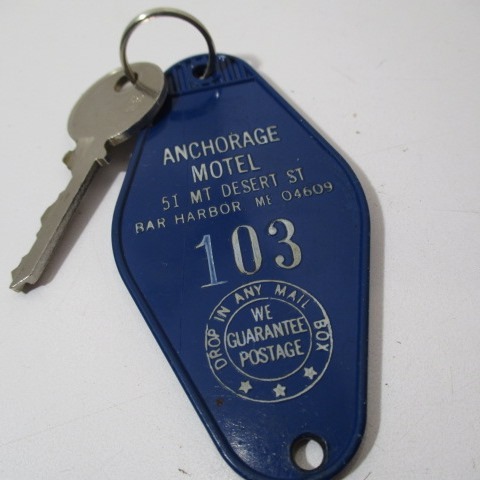 ANCHORAGE
MOTEL
51 MT DESERT ST
BAR HARBOR ME 04609
103
DROP IN ANY MAIL BOX
WE
GUARANTEE
POSTAGE